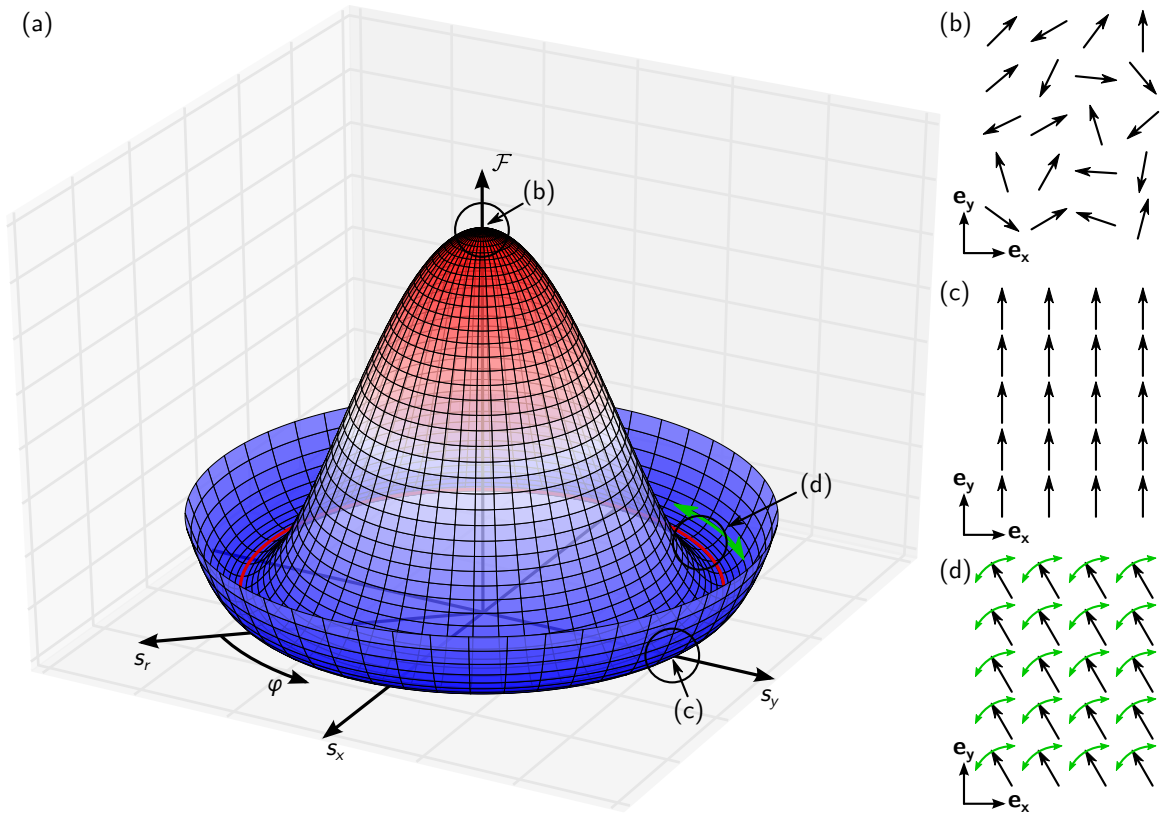 (a)
ℱ
(b)
(d)
(c)
s_r
φ
s_x
s_y
(b)
e_y
e_x
(c)
e_y
e_x
(d)
e_y
e_x